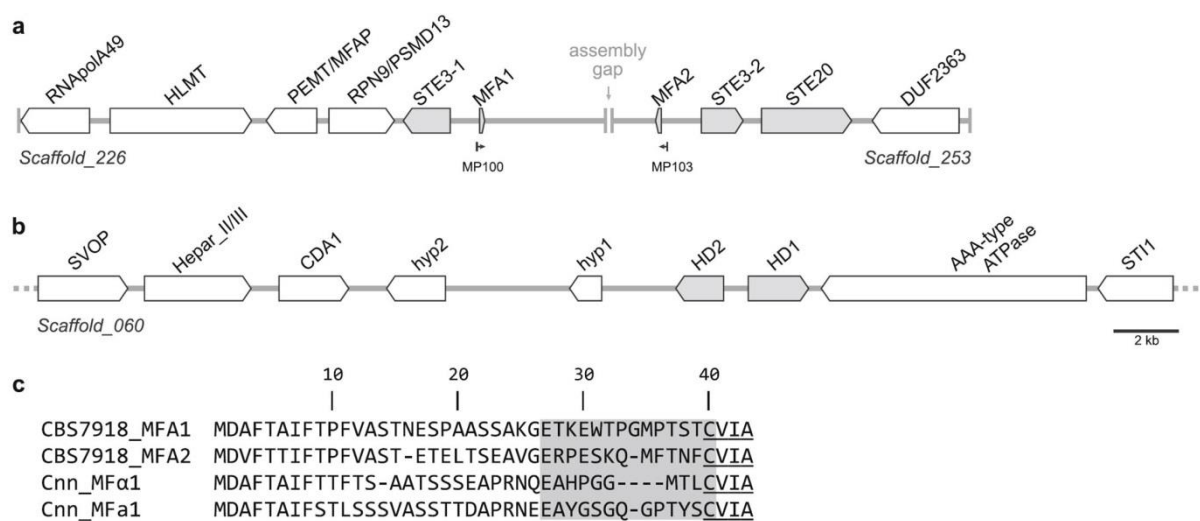 a
RNApolA49 HLMT PEMT/MFAP RPN9/PSMD13 STE3-1 MFA1 assembly gap MFA2 STE3-2 STE20 DUF2363
Scaffold_226 MP100 MP103 Scaffold_253
b
SVOP Hepar_II/III CDA1 hyp2 hyp1 HD2 HD1 AAA-type ATPase STI1
Scaffold_060 2 kb
c
10 20 30 40
CBS7918_MFA1 MDAFTAIFTPFVASTNESPAASSAKGETKEWTPGMPTSTCVIA
CBS7918_MFA2 MDVFTTIFTPFVAST-ETELTSEAVGERPESKQ-MFTNFCVIA
Cnn_MFα1 MDAFTAIFTTFTS-AATSSSEAPRNQEAHPGG----MTLCVIA
Cnn_MFa1 MDAFTAIFSTLSSSVASSTTDAPRNEEAYGSGQ-GPTYSCVIA